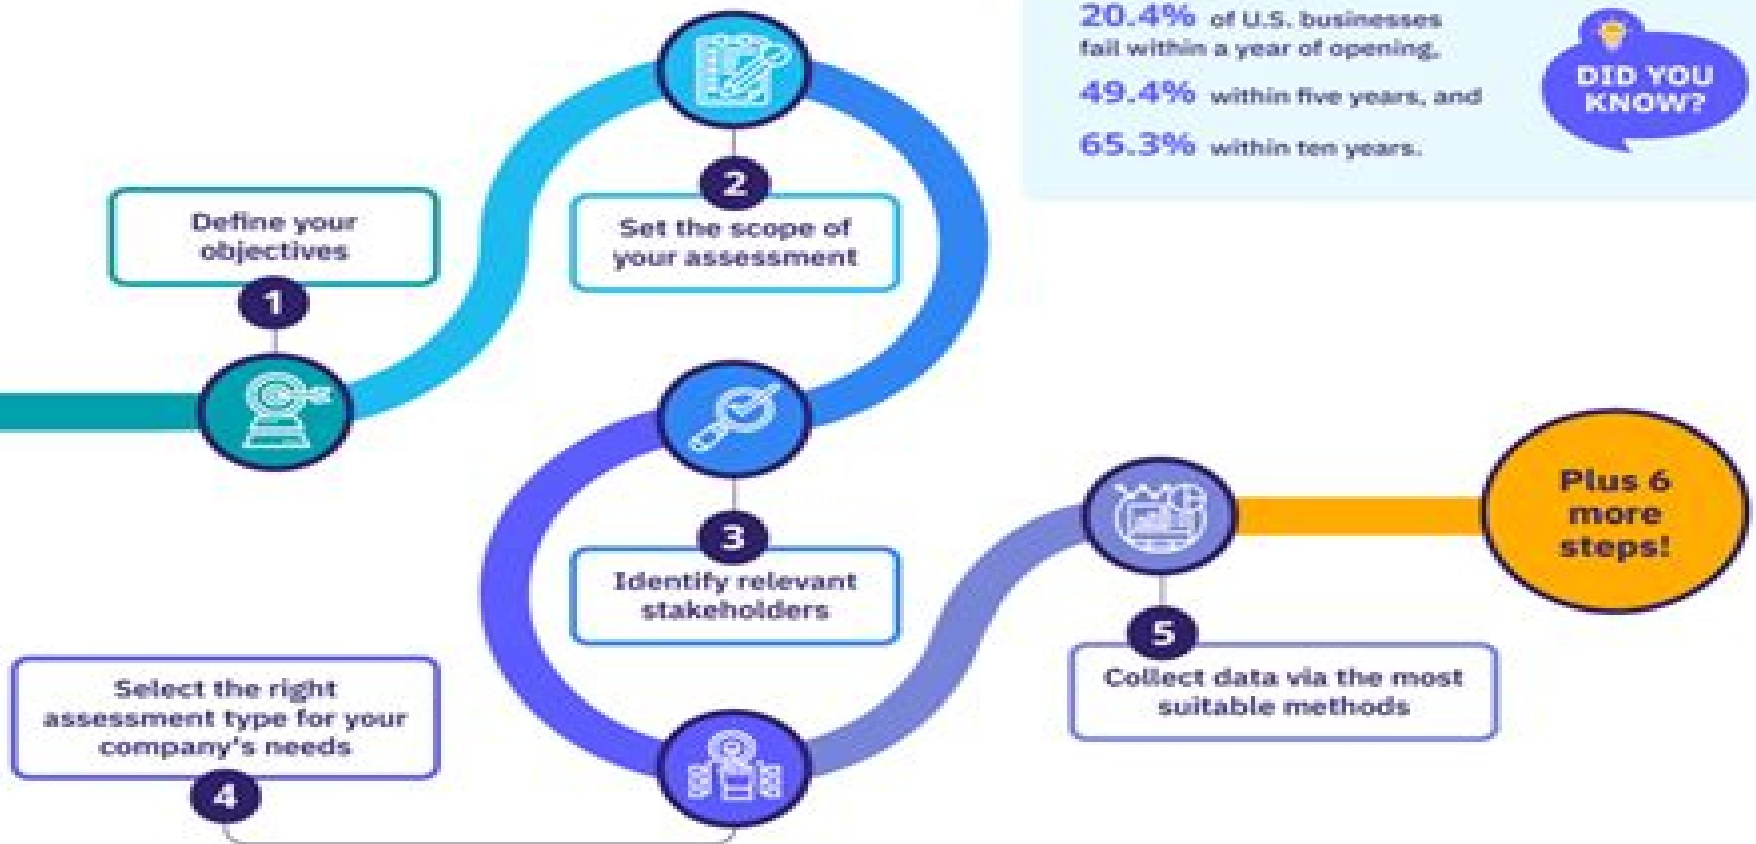 20.4% of U.S. businesses
fail within a year of opening,
49.4% within five years, and
65.3% within ten years.
DID YOU
KNOW?
Define your
objectives
1
2
Set the scope of
your assessment
3
Identify relevant
stakeholders
Select the right
assessment type for your
company's needs
4
5
Collect data via the most
suitable methods
Plus 6
more
steps!